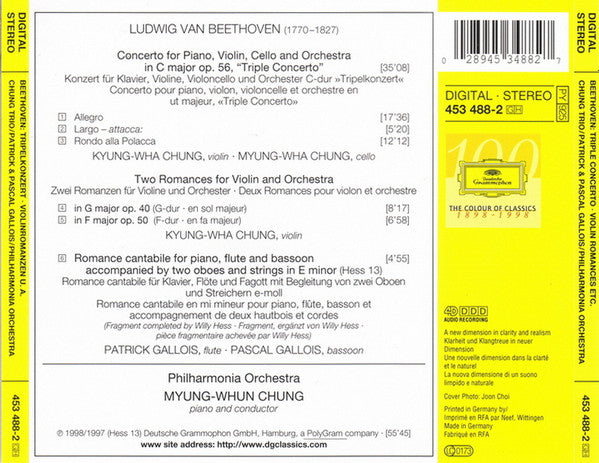 DIGITAL
STEREO
BEETHOVEN: TRIPELKONZERT · VIOLINROMANZEN U. A.
CHUNG TRIO/PATRICK & PASCAL GALLOIS/PHILHARMONIA ORCHESTRA
453 488-2 GH
LUDWIG VAN BEETHOVEN (1770–1827)
Concerto for Piano, Violin, Cello and Orchestra
in C major op. 56, “Triple Concerto” [35'08]
Konzert für Klavier, Violine, Violoncello und Orchester C-dur »Tripelkonzert«
Concerto pour piano, violon, violoncelle et orchestre en
ut majeur, «Triple Concerto»
1 Allegro [17'36]
2 Largo – attacca: [5'20]
3 Rondo alla Polacca [12'12]
KYUNG-WHA CHUNG, violin · MYUNG-WHA CHUNG, cello
Two Romances for Violin and Orchestra
Zwei Romanzen für Violine und Orchester · Deux Romances pour violon et orchestre
4 in G major op. 40 (G-dur · en sol majeur) [8'17]
5 in F major op. 50 (F-dur · en fa majeur) [6'58]
KYUNG-WHA CHUNG, violin
6 Romance cantabile for piano, flute and bassoon [4'55]
accompanied by two oboes and strings in E minor (Hess 13)
Romance cantabile für Klavier, Flöte und Fagott mit Begleitung von zwei Oboen
und Streichern e-moll
Romance cantabile en mi mineur pour piano, flûte, basson et
accompagnement de deux hautbois et cordes
(Fragment completed by Willy Hess · Fragment, ergänzt von Willy Hess ·
pièce fragmentaire achevée par Willy Hess)
PATRICK GALLOIS, flute · PASCAL GALLOIS, bassoon
Philharmonia Orchestra
MYUNG-WHUN CHUNG
piano and conductor
℗ 1998/1997 (Hess 13) Deutsche Grammophon GmbH, Hamburg, a PolyGram company · [55'45]
www site address: www.dgclassics.com
0 28945 34882 7
DIGITAL · STEREO
453 488-2 GH
PY 925
100
Deutsche
Grammophon
THE COLOUR OF CLASSICS
1898-1998
4D DDD
AUDIO RECORDING
A new dimension in clarity and realism
Klarheit und Klangtreue in neuer
Dimension
Une nouvelle dimension dans la clarté
et le naturel
La nuova dimensione di un suono
limpido e naturale
Cover Photo: Joon Choi
Printed in Germany by/
Imprimé en RFA par Neef, Wittingen
Made in Germany
Fabriqué en RFA
LC 0173
DIGITAL
STEREO
BEETHOVEN: TRIPLE CONCERTO · VIOLIN ROMANCES ETC.
CHUNG TRIO/PATRICK & PASCAL GALLOIS/PHILHARMONIA ORCHESTRA
453 488-2 GH